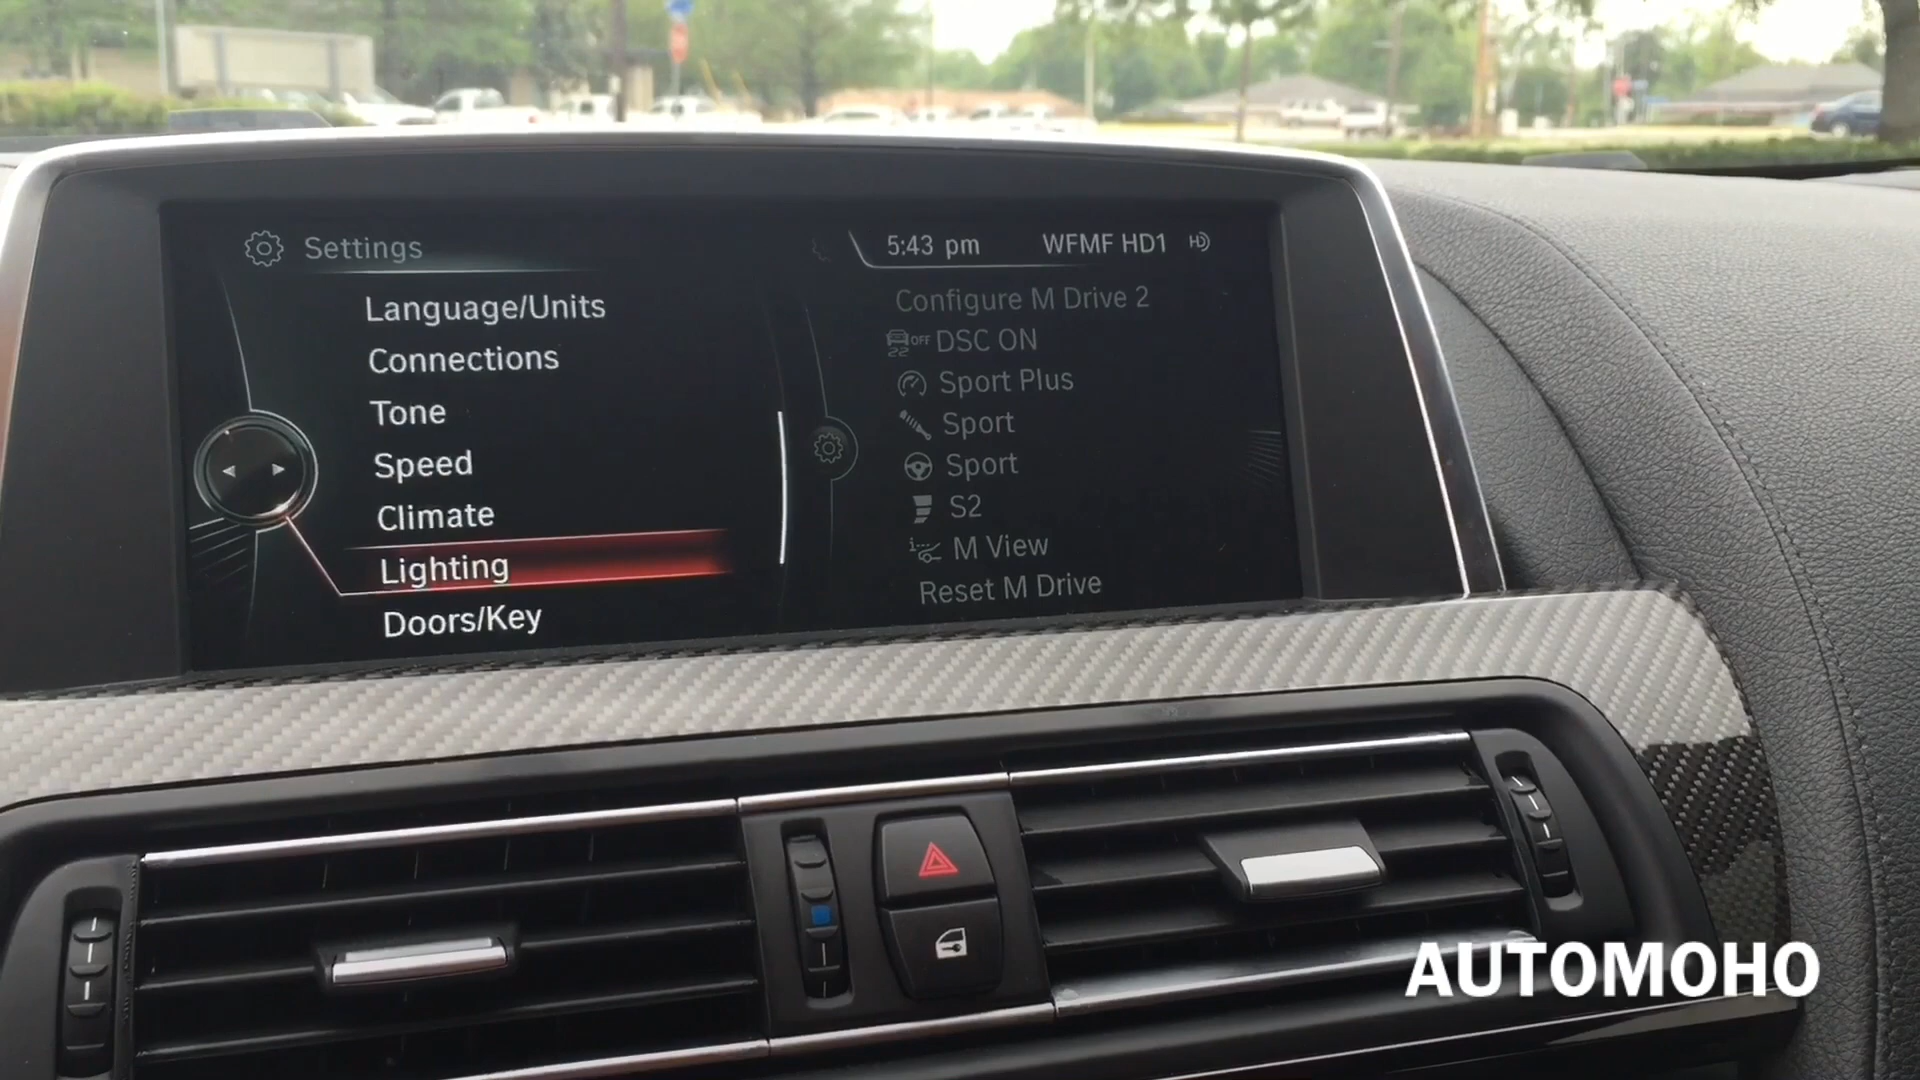 Settings
5:43 pm
WFMF HD1
Language/Units
Connections
Tone
Speed
Climate
Lighting
Doors/Key
Configure M Drive 2
OFF DSC ON
Sport Plus
Sport
Sport
S2
M View
Reset M Drive
AUTOMOHO